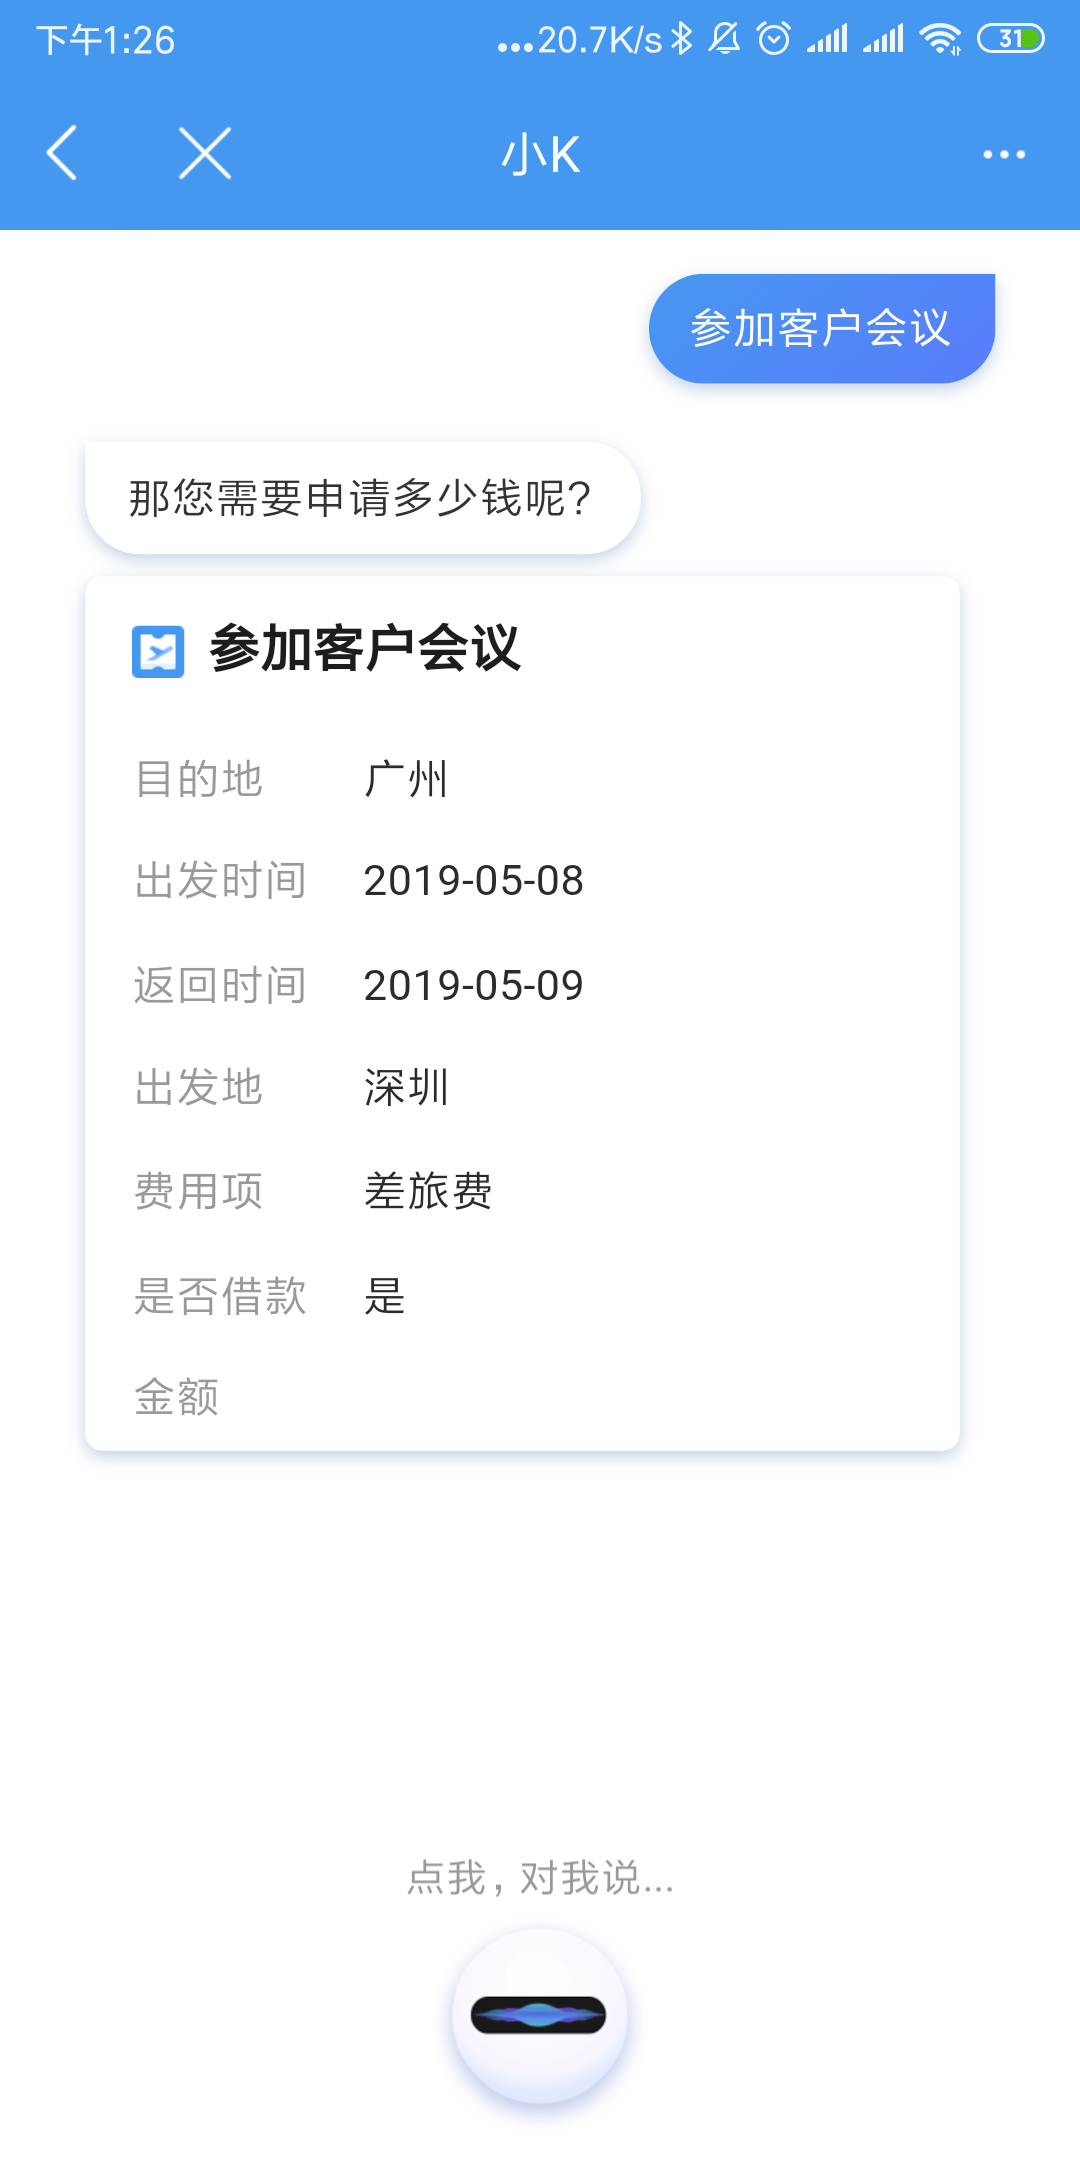 下午1:26
...20.7K/s
31
小K
参加客户会议
那您需要申请多少钱呢?
参加客户会议
目的地 广州
出发时间 2019-05-08
返回时间 2019-05-09
出发地 深圳
费用项 差旅费
是否借款 是
金额
点我，对我说...